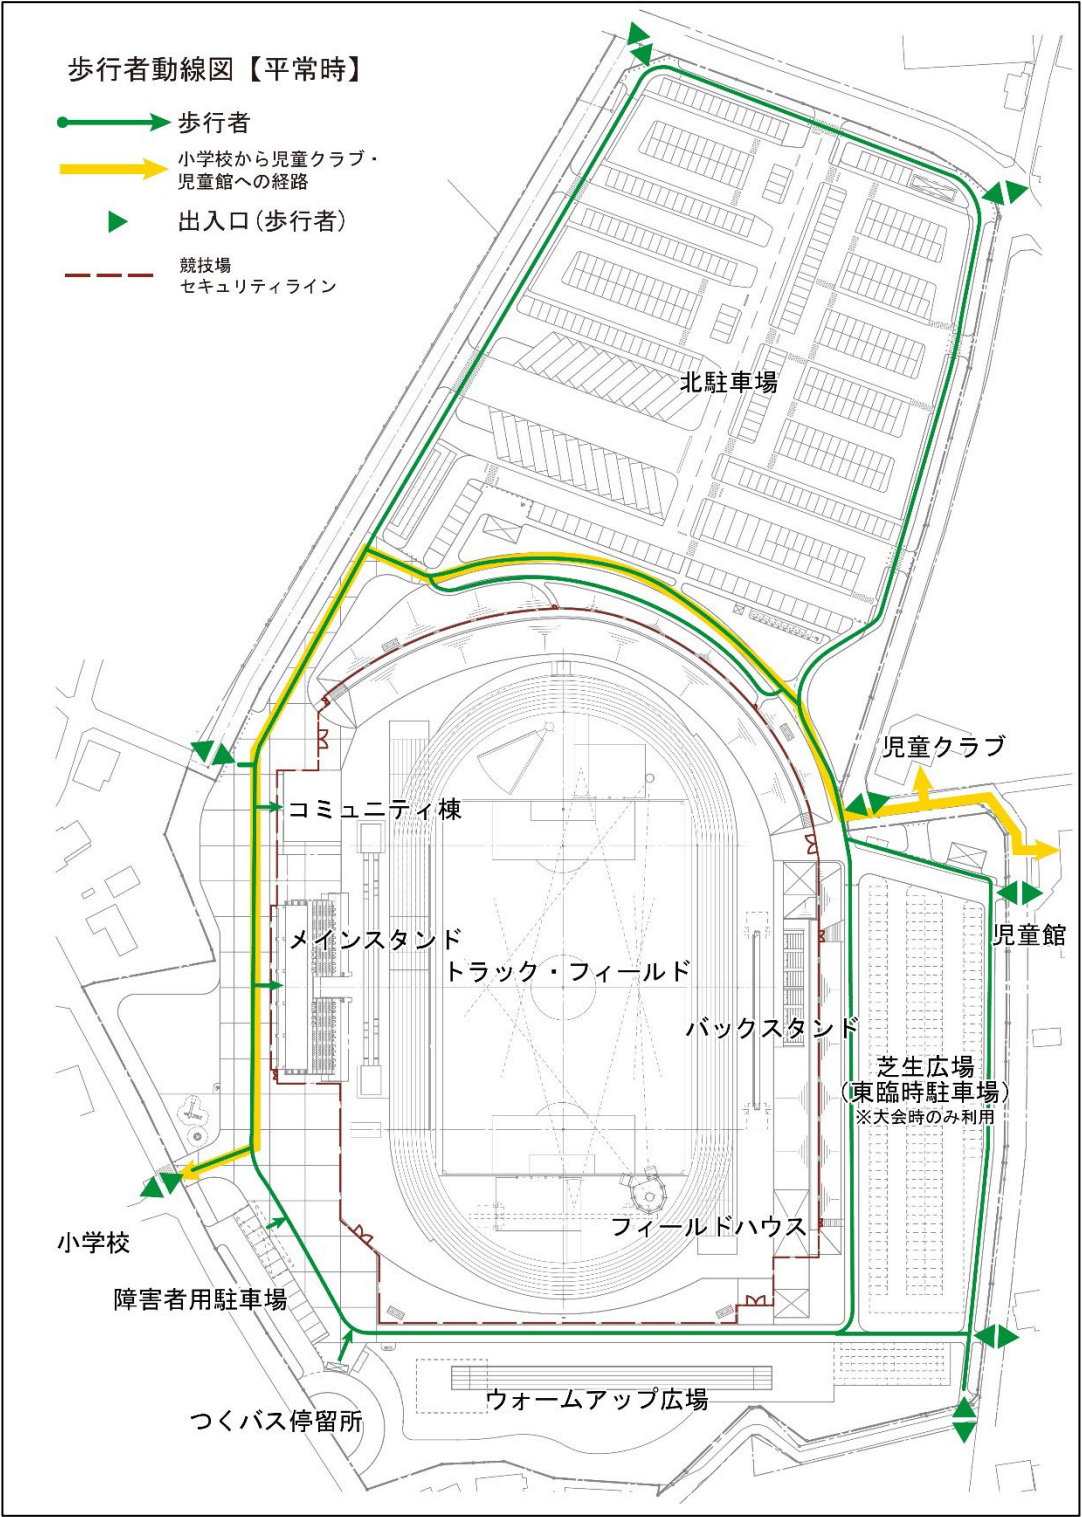 歩行者動線図【平常時】
歩行者
小学校から児童クラブ・
児童館への経路
出入口(歩行者)
競技場
セキュリティライン
北駐車場
児童クラブ
コミュニティ棟
児童館
メインスタンド
トラック・フィールド
バックスタンド
芝生広場
(東臨時駐車場)
※大会時のみ利用
フィールドハウス
小学校
障害者用駐車場
ウォームアップ広場
つくバス停留所